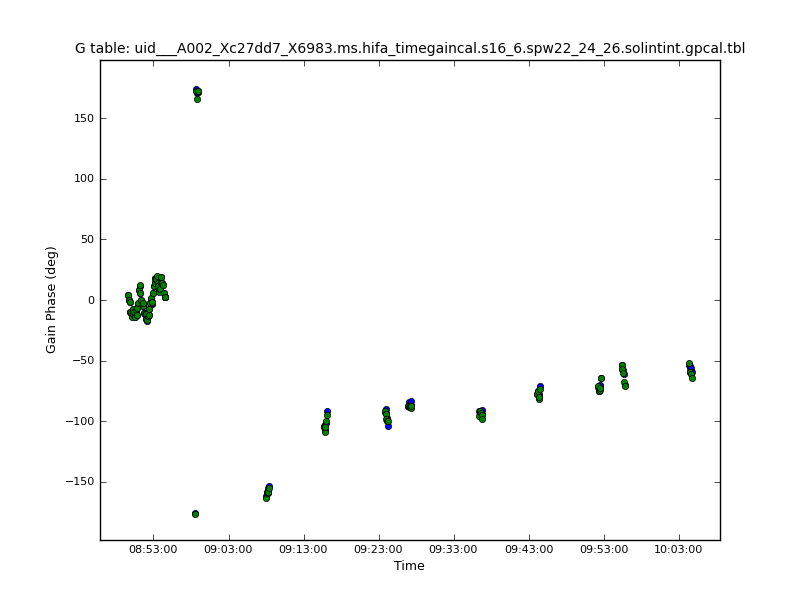 G table: uid___A002_Xc27dd7_X6983.ms.hifa_timegaincal.s16_6.spw22_24_26.solintint.gpcal.tbl
Gain Phase (deg)
150
100
50
0
−50
−100
−150
08:53:00 09:03:00 09:13:00 09:23:00 09:33:00 09:43:00 09:53:00 10:03:00
Time